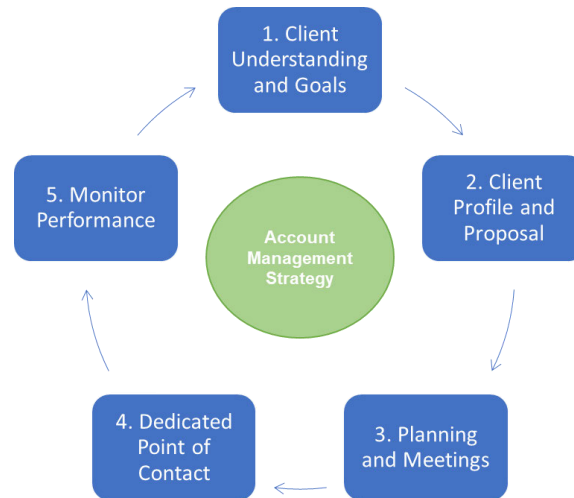 1. Client
Understanding
and Goals
2. Client
Profile and
Proposal
3. Planning
and Meetings
4. Dedicated
Point of
Contact
5. Monitor
Performance
Account
Management
Strategy